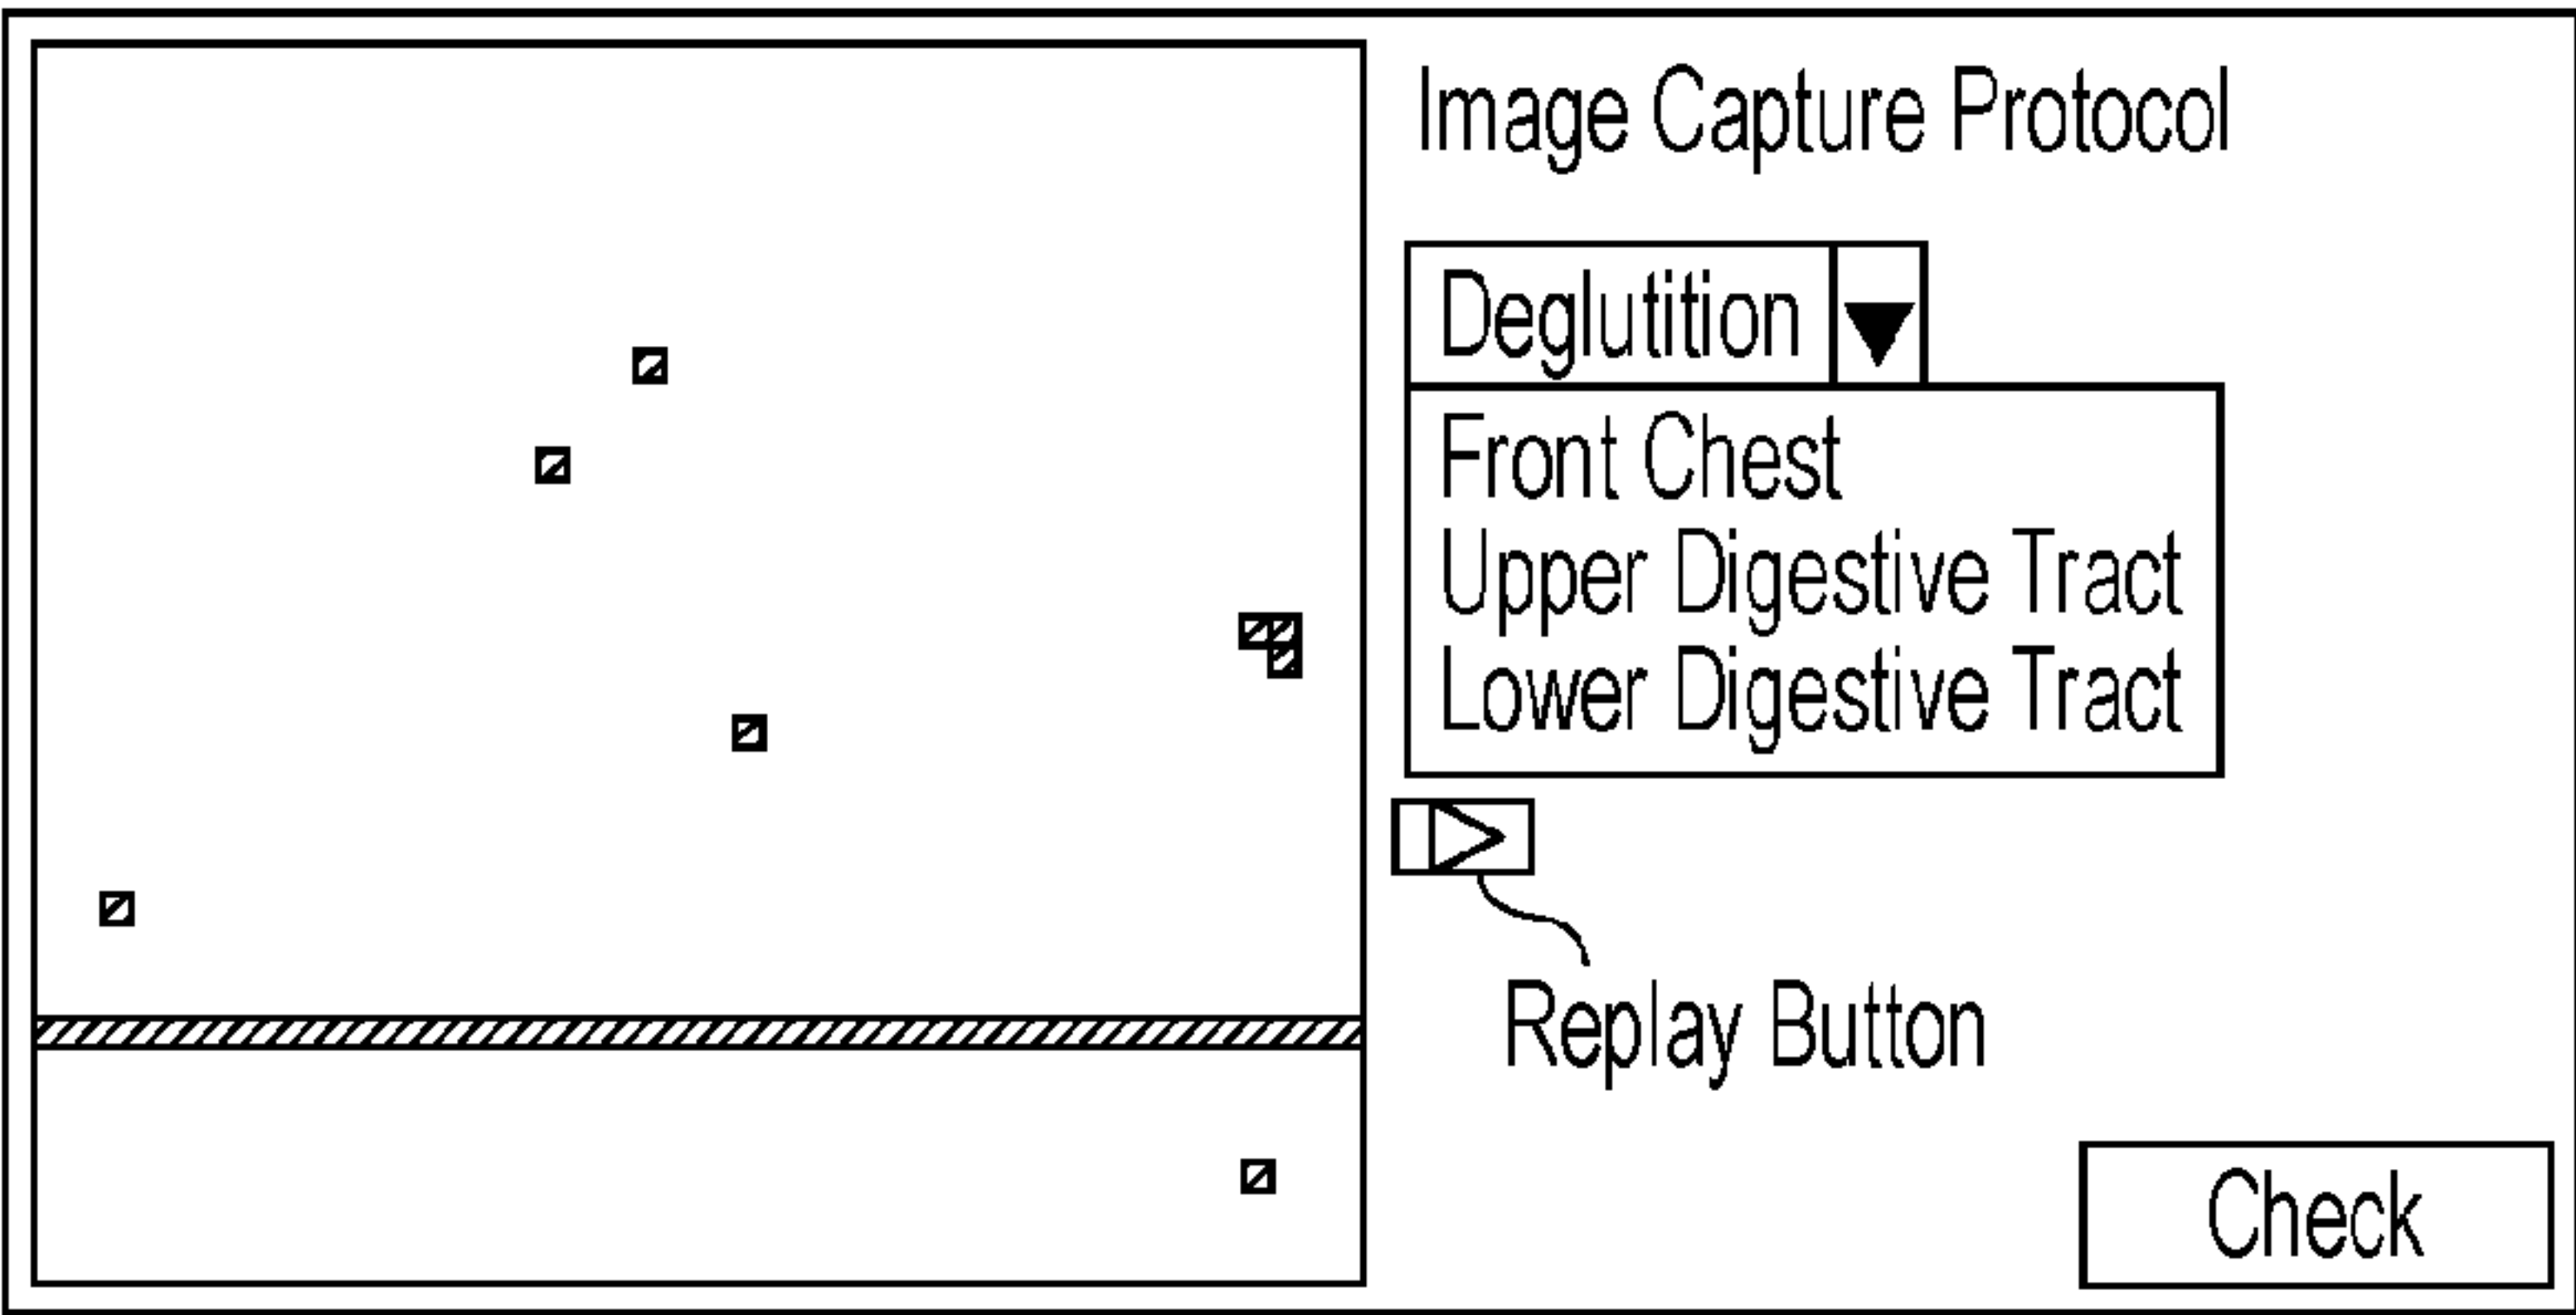 Image Capture Protocol
Deglutition
Front Chest
Upper Digestive Tract
Lower Digestive Tract
Replay Button
Check